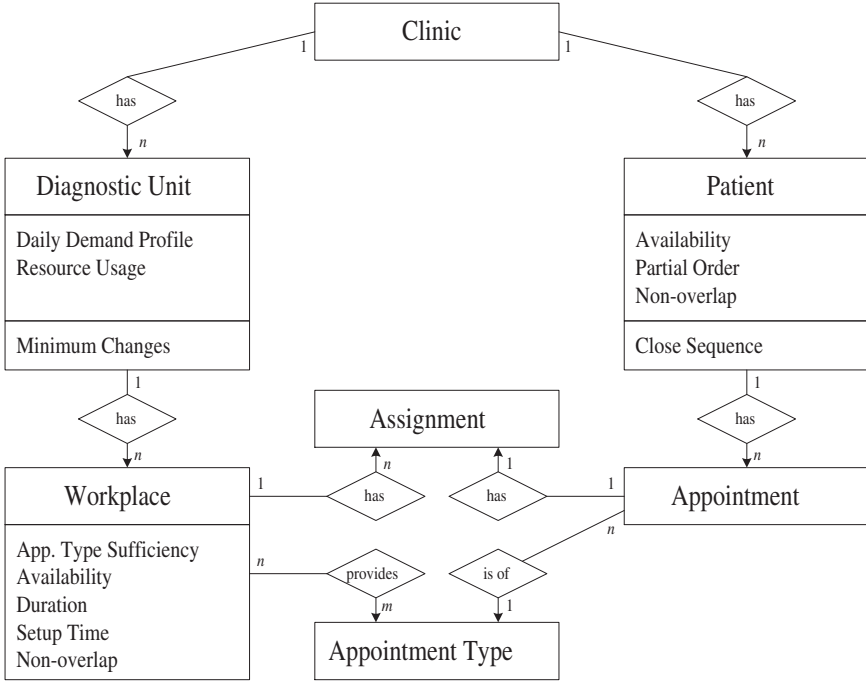 Clinic
1
1
has
has
n
n
Diagnostic Unit
Patient
Daily Demand Profile
Resource Usage
Availability
Partial Order
Non-overlap
Minimum Changes
Close Sequence
1
1
has
Assignment
has
n
n
1
n
Workplace
1
has
has
1
Appointment
App. Type Sufficiency
Availability
Duration
Setup Time
Non-overlap
n
provides
is of
n
m
1
Appointment Type